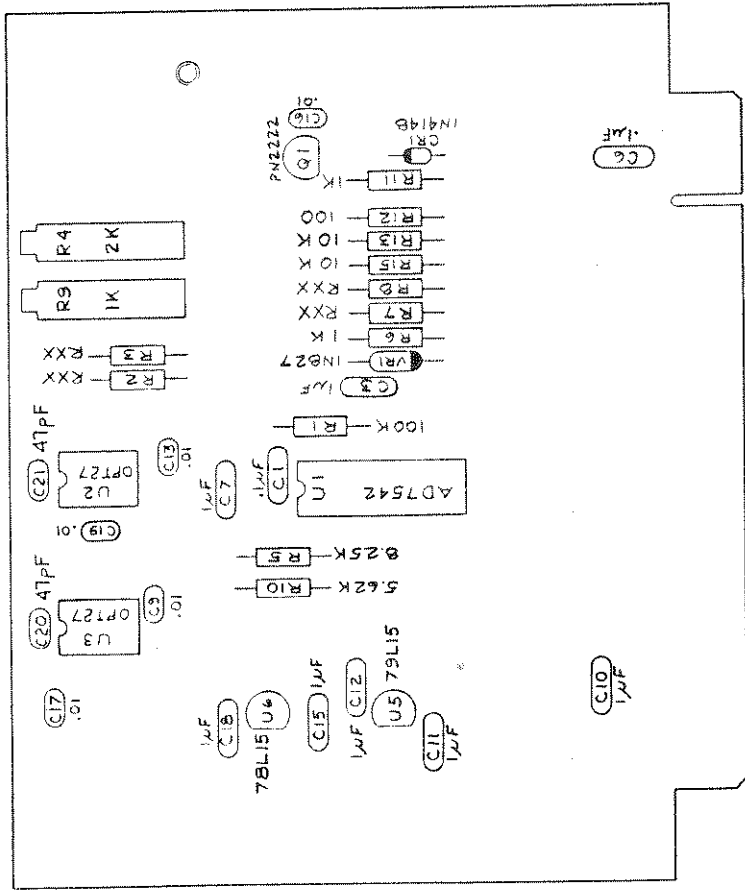 C16
.01
PN2222
Q1
CR1
1N4148
C6
.1µF
R11
1K
R12
100
R4 2K
R13
10K
R15
10K
R8
RXX
R9 1K
R7
RXX
R6
1K
R3
RXX
VR1
1N827
R2
RXX
C3
1µF
R1
100K
C21
47pF
U2
OPT27
C13
.01
C7
1µF
C1
.1µF
U1
AD7542
C19
.01
R5
8.25K
R10
5.62K
C20
47pF
U3
OPT27
C9
.01
C17
.01
C18
1µF
U6
78L15
C15
1µF
C12
1µF
U5
79L15
C11
1µF
C10
1µF